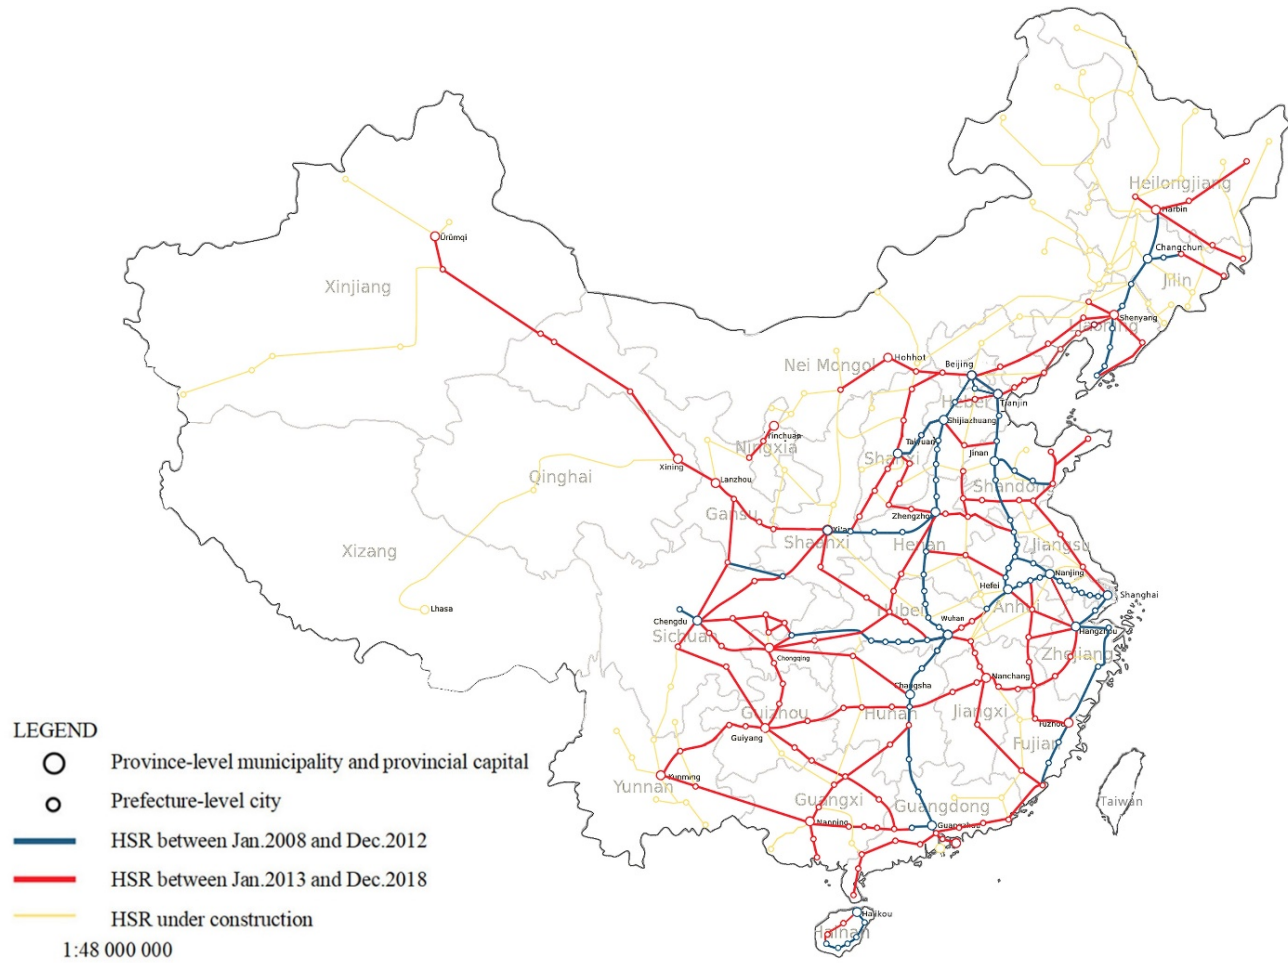 Heilongjiang
Harbin
Changchun
Jilin
Ürümqi
Xinjiang
Shenyang
Liaoning
Nei Mongol
Hohhot
Beijing
Hebei
Tianjin
Shijiazhuang
Yinchuan
Ningxia
Taiyuan
Shanxi
Jinan
Xining
Qinghai
Lanzhou
Shandong
Gansu
Zhengzhou
Xi'an
Shaanxi
Henan
Jiangsu
Xizang
Nanjing
Hefei
Shanghai
Lhasa
Anhui
Hubei
Wuhan
Chengdu
Sichuan
Hangzhou
Chongqing
Zhejiang
Nanchang
Changsha
Guizhou
Hunan
Jiangxi
Fuzhou
Guiyang
Fujian
LEGEND
Province-level municipality and provincial capital
Kunming
Yunnan
Guangxi
Guangdong
Taiwan
Prefecture-level city
Nanning
Guangzhou
HSR between Jan.2008 and Dec.2012
HSR between Jan.2013 and Dec.2018
HSR under construction
Haikou
Hainan
1:48 000 000